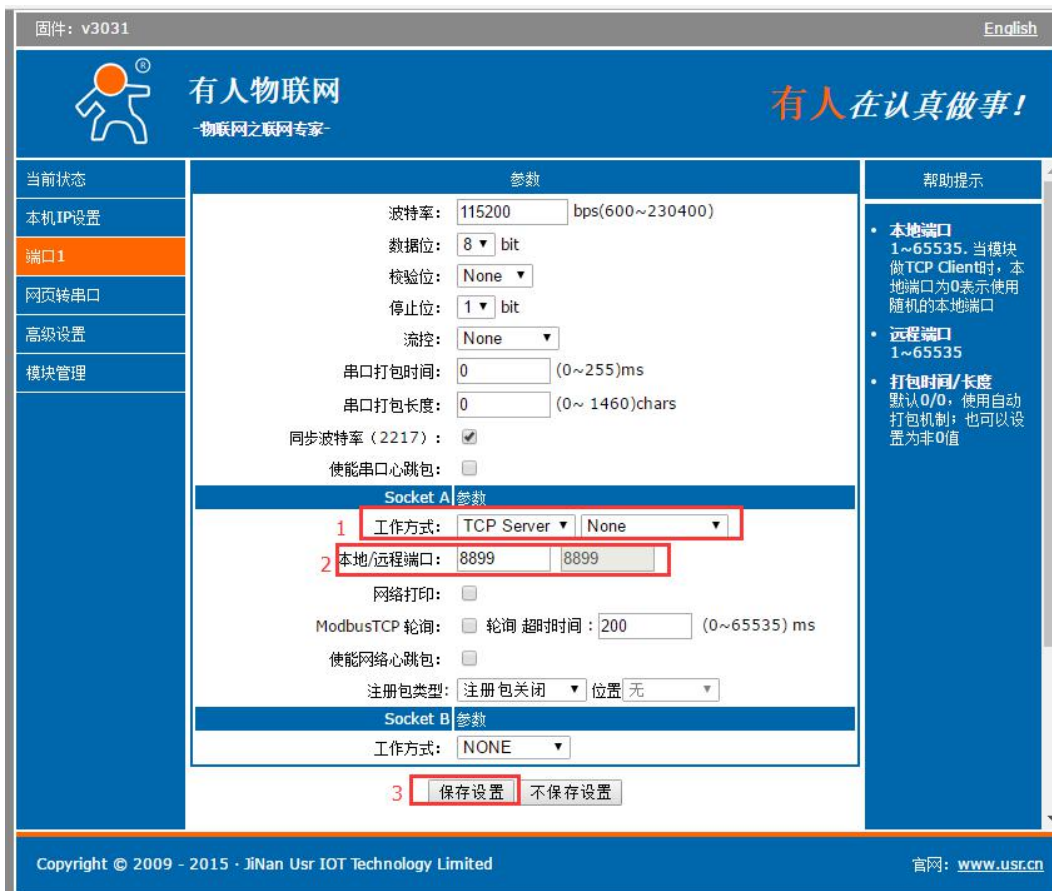 固件：v3031
English
®
有人物联网
-物联网之联网专家-
有人在认真做事！
当前状态
本机IP设置
端口1
网页转串口
高级设置
模块管理
参数
波特率： 115200 bps(600~230400)
数据位： 8 bit
校验位： None
停止位： 1 bit
流控： None
串口打包时间： 0 (0~255)ms
串口打包长度： 0 (0~ 1460)chars
同步波特率（2217）：
使能串口心跳包：
Socket A 参数
1 工作方式： TCP Server None
2 本地/远程端口： 8899 8899
网络打印：
ModbusTCP 轮询： 轮询 超时时间：200 (0~65535) ms
使能网络心跳包：
注册包类型: 注册包关闭 位置 无
Socket B 参数
工作方式： NONE
3 保存设置 不保存设置
帮助提示
• 本地端口
1~65535. 当模块
做TCP Client时，本
地端口为0表示使用
随机的本地端口
• 远程端口
1~65535
• 打包时间/长度
默认0/0，使用自动
打包机制；也可以设
置为非0值
Copyright © 2009 - 2015 · JiNan Usr IOT Technology Limited
官网：www.usr.cn